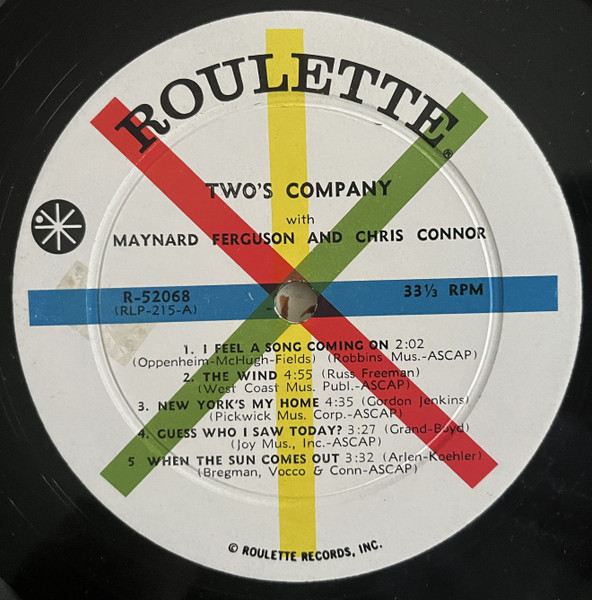 ROULETTE®
TWO'S COMPANY
with
MAYNARD FERGUSON AND CHRIS CONNOR
R-52068 33⅓ RPM
(RLP-215-A)
1. I FEEL A SONG COMING ON 2:02
(Oppenheim-McHugh-Fields) (Robbins Mus.-ASCAP)
2. THE WIND 4:55 (Russ Freeman)
(West Coast Mus. Publ.-ASCAP)
3. NEW YORK'S MY HOME 4:35 (Gordon Jenkins)
(Pickwick Mus. Corp.-ASCAP)
4. GUESS WHO I SAW TODAY? 3:27 (Grand-Boyd)
(Joy Mus., Inc.-ASCAP)
5 WHEN THE SUN COMES OUT 3:32 (Arlen-Koehler)
(Bregman, Vocco & Conn-ASCAP)
© ROULETTE RECORDS, INC.